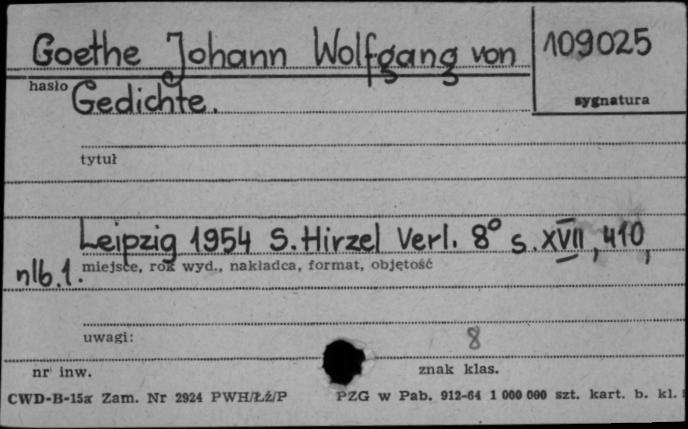 Goethe Johann Wolfgang von
109025
hasło
sygnatura
Gedichte.
tytuł
Leipzig 1954 S. Hirzel Verl. 8° s. XVII, 410,
nlb. 1.
miejsce, rok wyd., nakładca, format, objętość
uwagi:
8
nr inw.
znak klas.
CWD-B-15a Zam. Nr 2924 PWH/Łż/P
PZG w Pab. 912-64 1 000 000 szt. kart. b. kl.